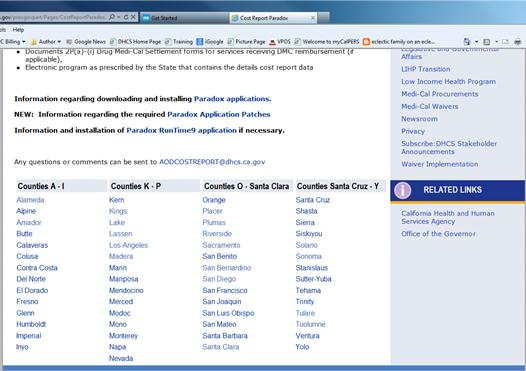 .gov/provgovpart/Pages/CostReportParadox.
Get Started
Cost Report Paradox
ols Help
C Billing Author Google News Road DHCS Home Page Training iGoogle Picture Page VPOS Welcome to myCalPERS eclectic family on an ecle...
Documents 2P(a)-(i) Drug Medi-Cal Settlement forms for services receiving DMC reimbursement (if
applicable),
Electronic program as prescribed by the State that contains the details cost report data
Information regarding downloading and installing Paradox applications.
NEW: Information regarding the required Paradox Application Patches
Information and installation of Paradox RunTime9 application if necessary.
Any questions or comments can be sent to AODCOSTREPORT@dhcs.ca.gov
Counties A - I Counties K - P Counties O - Santa Clara Counties Santa Cruz - Y
Alameda Kern Orange Santa Cruz
Alpine Kings Placer Shasta
Amador Lake Plumas Sierra
Butte Lassen Riverside Siskiyou
Calaveras Los Angeles Sacramento Solano
Colusa Madera San Benito Sonoma
Contra Costa Marin San Bernardino Stanislaus
Del Norte Mariposa San Diego Sutter-Yuba
El Dorado Mendocino San Francisco Tehama
Fresno Merced San Joaquin Trinity
Glenn Modoc San Luis Obispo Tulare
Humboldt Mono San Mateo Tuolumne
Imperial Monterey Santa Barbara Ventura
Inyo Napa Santa Clara Yolo
Nevada
Legislative and Governmental
Affairs
LIHP Transition
Low Income Health Program
Medi-Cal Procurements
Medi-Cal Waivers
Newsroom
Privacy
Subscribe:DHCS Stakeholder
Announcements
Waiver Implementation
RELATED LINKS
California Health and Human
Services Agency
Office of the Governor